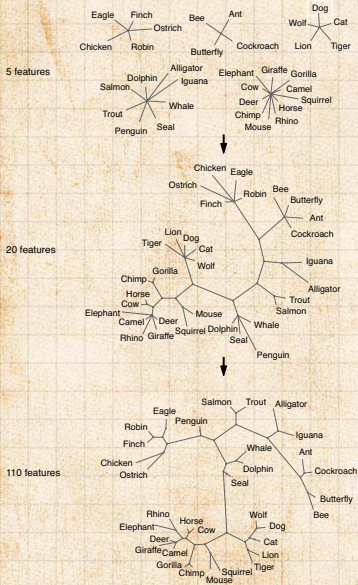 Eagle Finch
Ostrich
Chicken Robin
Bee Ant
Butterfly Cockroach
Dog
Wolf Cat
Lion Tiger
5 features
Alligator
Dolphin Iguana
Salmon
Whale
Trout
Penguin Seal
Elephant Giraffe Gorilla
Cow Camel
Deer Squirrel
Chimp Horse
Mouse Rhino
20 features
Chicken Eagle
Ostrich Robin
Finch
Bee
Butterfly
Ant
Cockroach
Lion Dog
Tiger Cat
Wolf
Iguana
Alligator
Gorilla
Chimp
Horse
Cow
Elephant
Camel Deer
Rhino Giraffe
Mouse
Squirrel Dolphin Whale
Seal
Penguin
Trout
Salmon
110 features
Salmon Trout Alligator
Eagle
Penguin
Robin
Finch
Chicken
Ostrich
Iguana
Whale
Dolphin
Seal
Ant
Cockroach
Butterfly
Bee
Rhino
Elephant Horse
Cow
Deer
Giraffe Camel
Gorilla
Chimp
Mouse
Squirrel
Wolf
Dog
Cat
Lion
Tiger